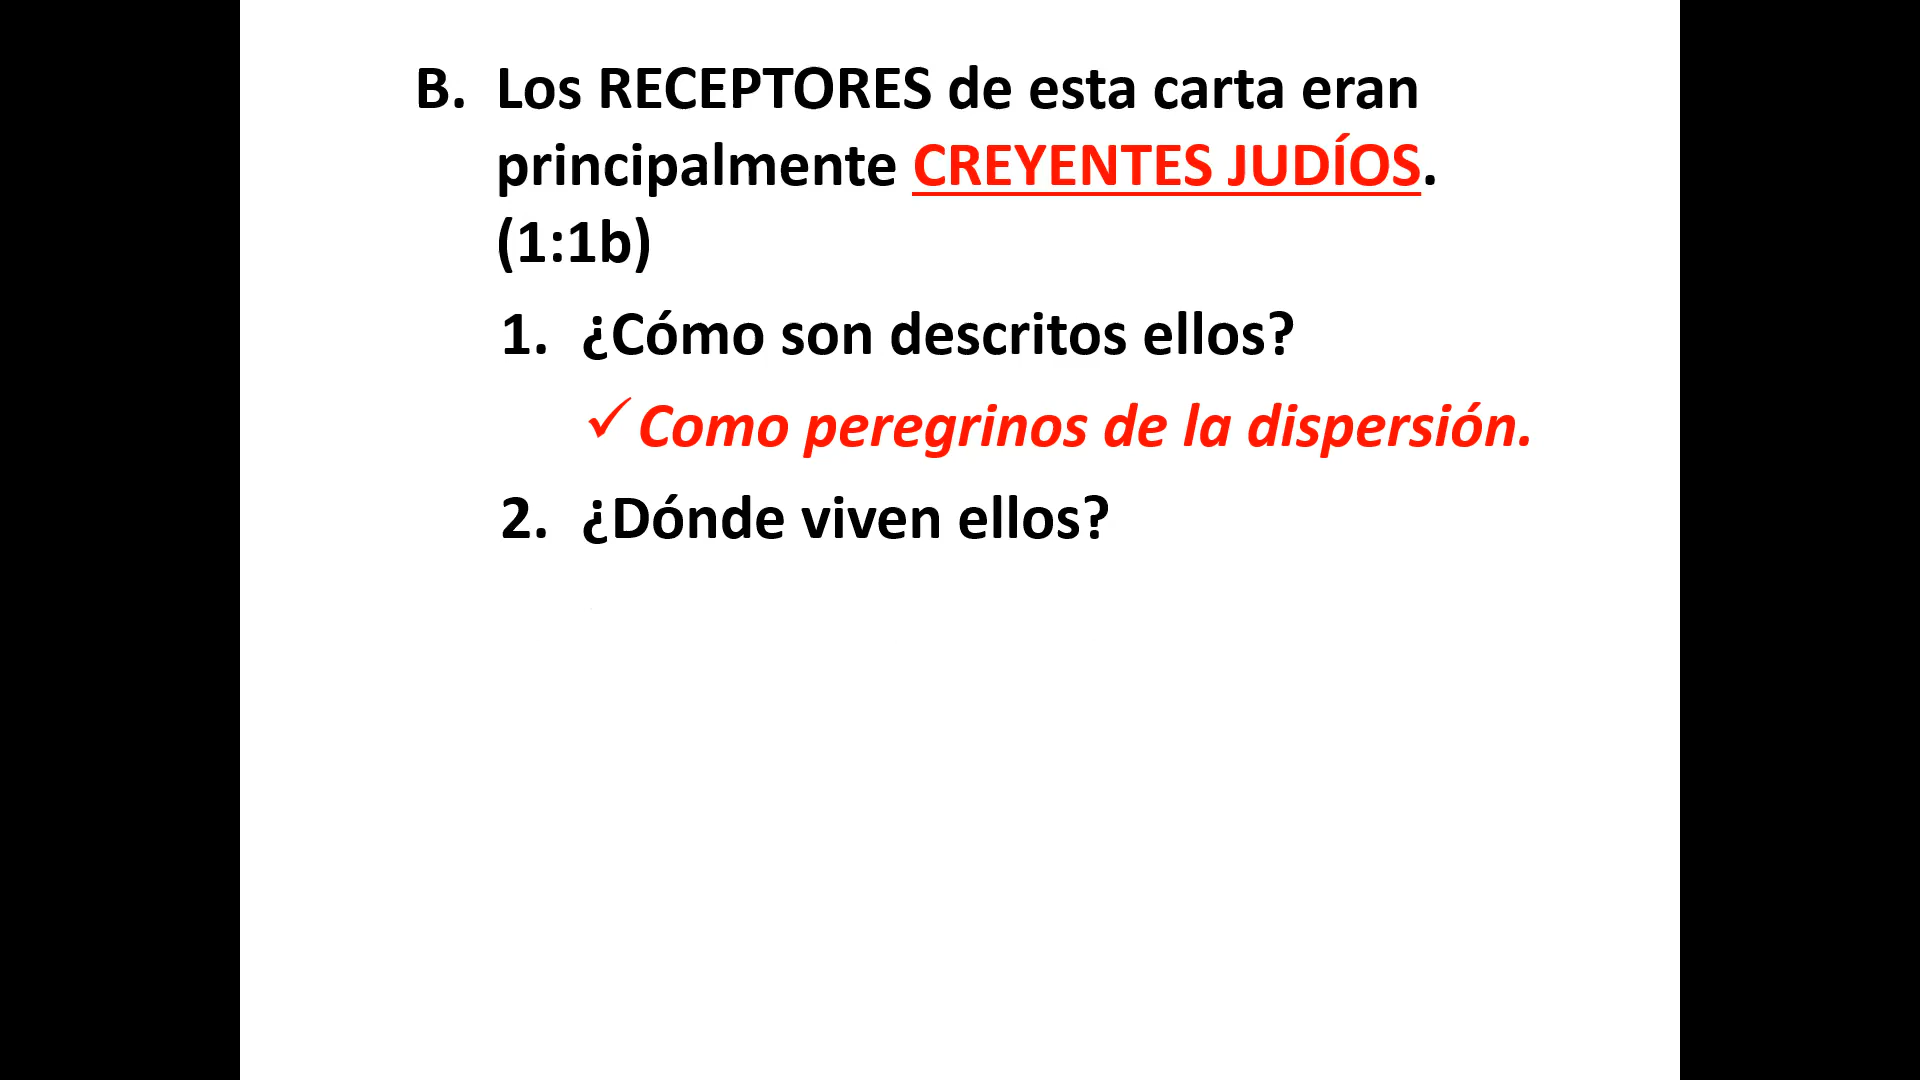 B. Los RECEPTORES de esta carta eran
principalmente CREYENTES JUDÍOS.
(1:1b)
1. ¿Cómo son descritos ellos?
✓ Como peregrinos de la dispersión.
2. ¿Dónde viven ellos?